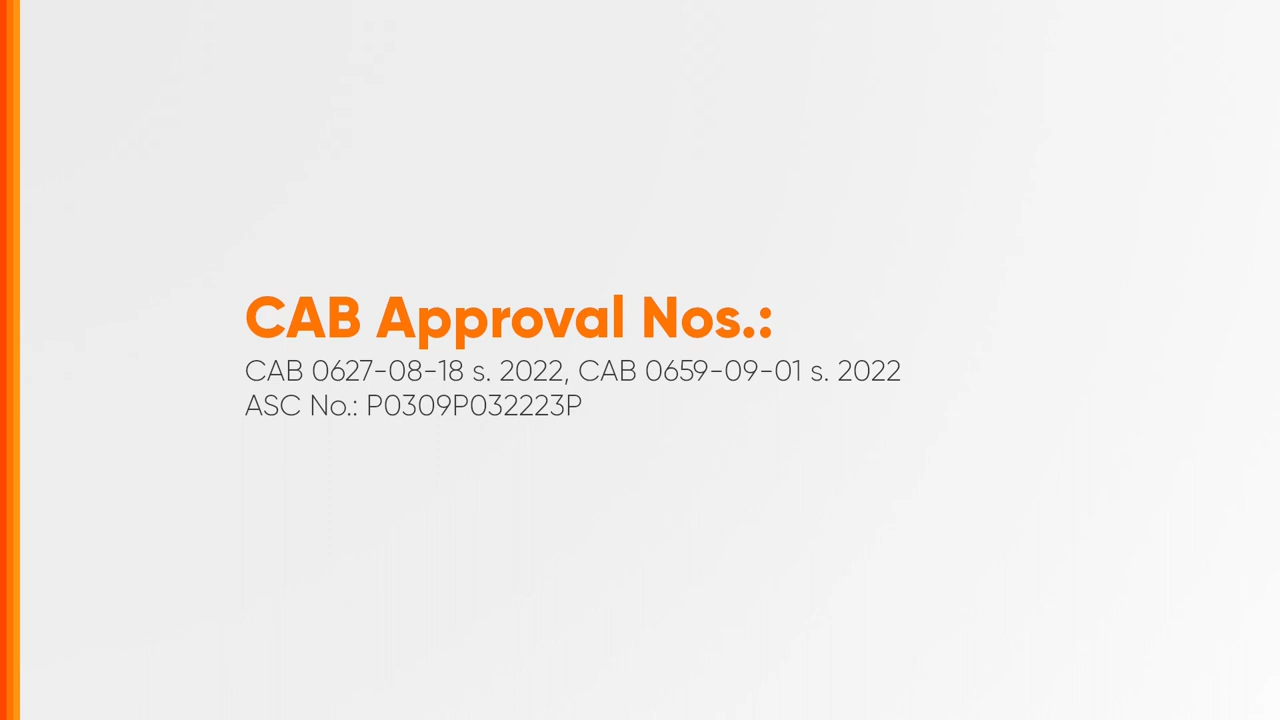 CAB Approval Nos.:
CAB 0627-08-18 s. 2022, CAB 0659-09-01 s. 2022
ASC No.: P0309P032223P